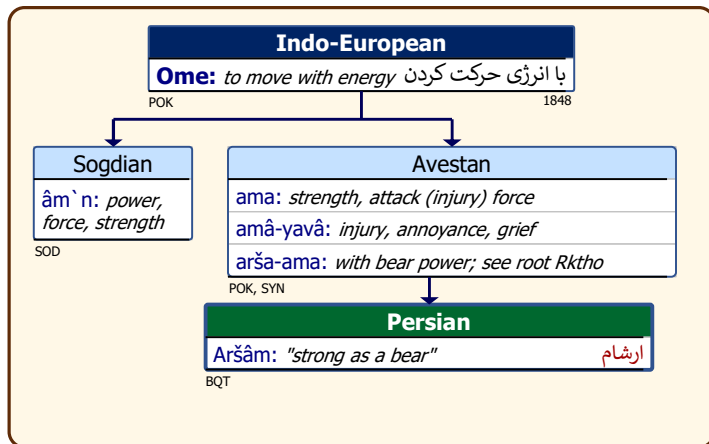 Indo-European
Ome: to move with energy با انرژی حرکت کردن
POK 1848
Sogdian
âm`n: power,
force, strength
SOD
Avestan
ama: strength, attack (injury) force
amâ-yavâ: injury, annoyance, grief
arša-ama: with bear power; see root Rktho
POK, SYN
Persian
Aršâm: "strong as a bear" ارشام
BQT